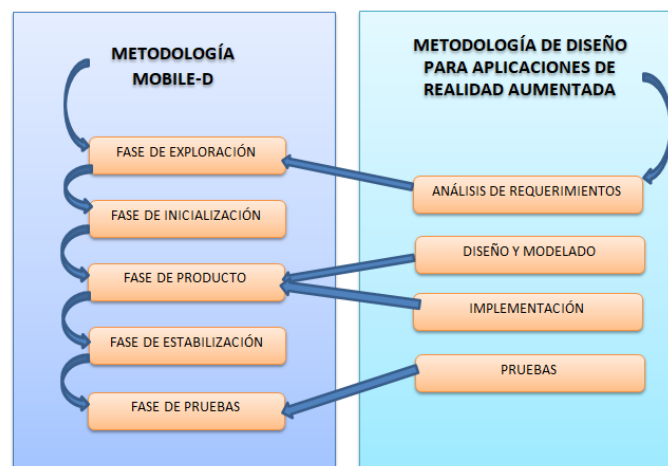 METODOLOGÍA
MOBILE-D
FASE DE EXPLORACIÓN
FASE DE INICIALIZACIÓN
FASE DE PRODUCTO
FASE DE ESTABILIZACIÓN
FASE DE PRUEBAS
METODOLOGÍA DE DISEÑO
PARA APLICACIONES DE
REALIDAD AUMENTADA
ANÁLISIS DE REQUERIMIENTOS
DISEÑO Y MODELADO
IMPLEMENTACIÓN
PRUEBAS